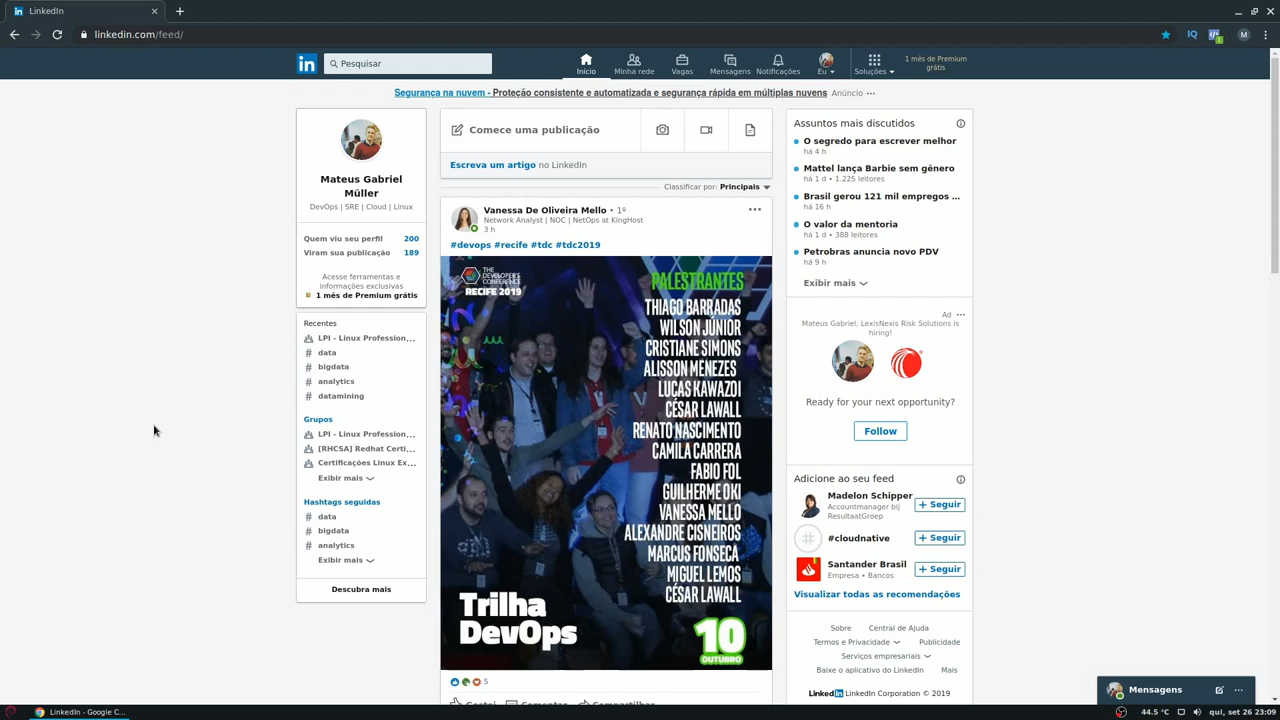 LinkedIn
linkedin.com/feed/
IQ
1
M
in
Pesquisar
Início
Minha rede
Vagas
Mensagens
Notificações
Eu
Soluções
1 mês de Premium
grátis
Segurança na nuvem - Proteção consistente e automatizada e segurança rápida em múltiplas nuvens Anúncio
Mateus Gabriel
Müller
DevOps | SRE | Cloud | Linux
Quem viu seu perfil 200
Viram sua publicação 189
Acesse ferramentas e
informações exclusivas
1 mês de Premium grátis
Recentes
LPI - Linux Profession...
# data
# bigdata
# analytics
# datamining
Grupos
LPI - Linux Profession...
[RHCSA] Redhat Certi...
Certificações Linux Ex...
Exibir mais
Hashtags seguidas
# data
# bigdata
# analytics
Exibir mais
Descubra mais
Comece uma publicação
Escreva um artigo no LinkedIn
Classificar por: Principais
Vanessa De Oliveira Mello • 1º
Network Analyst | NOC | NetOps at KingHost
3 h
#devops #recife #tdc #tdc2019
THE
DEVELOPER'S
CONFERENCE
RECIFE 2019
PALESTRANTES
THIAGO BARRADAS
WILSON JUNIOR
CRISTIANE SIMONS
ALISSON MENEZES
LUCAS KAWAZOI
CÉSAR LAWALL
RENATO NASCIMENTO
CAMILA CARRERA
FABIO FOL
GUILHERME OKI
VANESSA MELLO
ALEXANDRE CISNEIROS
MARCUS FONSECA
MIGUEL LEMOS
CÉSAR LAWALL
Trilha
DevOps
10
OUTUBRO
5
Gostei Comentar Compartilhar
Assuntos mais discutidos
O segredo para escrever melhor
há 4 h
Mattel lança Barbie sem gênero
há 1 d • 1.225 leitores
Brasil gerou 121 mil empregos ...
há 16 h
O valor da mentoria
há 1 d • 388 leitores
Petrobras anuncia novo PDV
há 9 h
Exibir mais
Ad
Mateus Gabriel, LexisNexis Risk Solutions is
hiring!
Ready for your next opportunity?
Follow
Adicione ao seu feed
Madelon Schipper
Accountmanager bij
ResultaatGroep
+ Seguir
#cloudnative
+ Seguir
Santander Brasil
Empresa • Bancos
+ Seguir
Visualizar todas as recomendações
Sobre Central de Ajuda
Termos e Privacidade Publicidade
Serviços empresariais
Baixe o aplicativo do LinkedIn Mais
LinkedIn LinkedIn Corporation © 2019
Mensagens
LinkedIn - Google C...
44.5 °C
qui, set 26 23:09